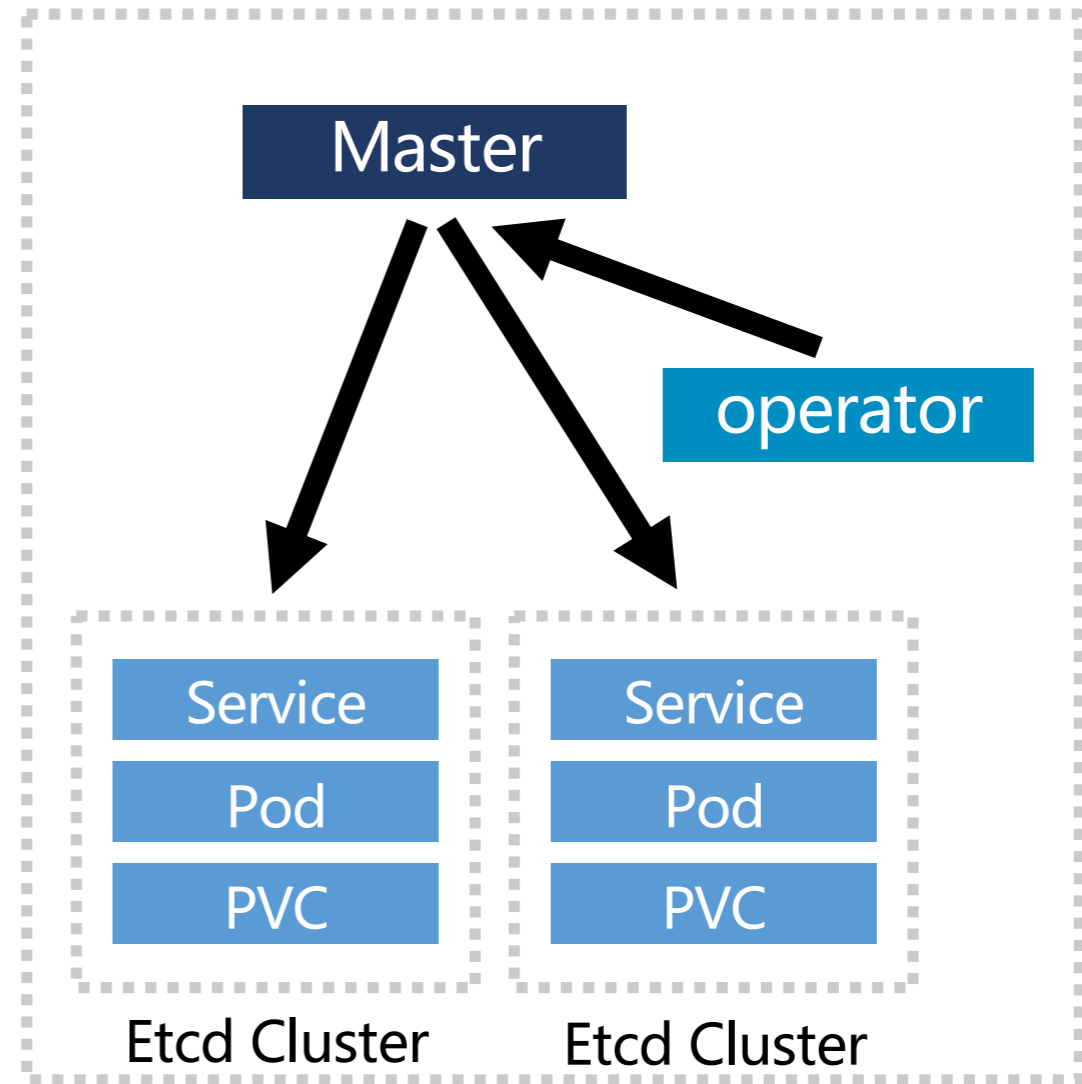 Master
operator
Service
Pod
PVC
Etcd Cluster
Service
Pod
PVC
Etcd Cluster